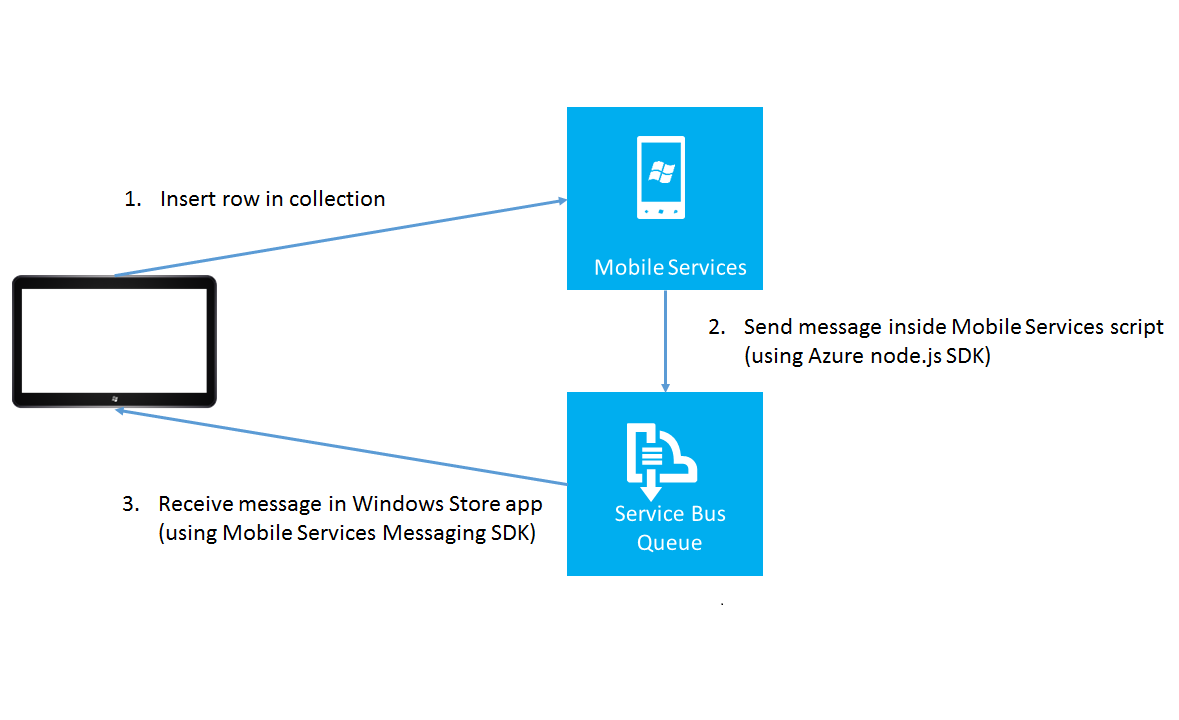 1. Insert row in collection
Mobile Services
2. Send message inside Mobile Services script
(using Azure node.js SDK)
3. Receive message in Windows Store app
(using Mobile Services Messaging SDK)
Service Bus
Queue
.